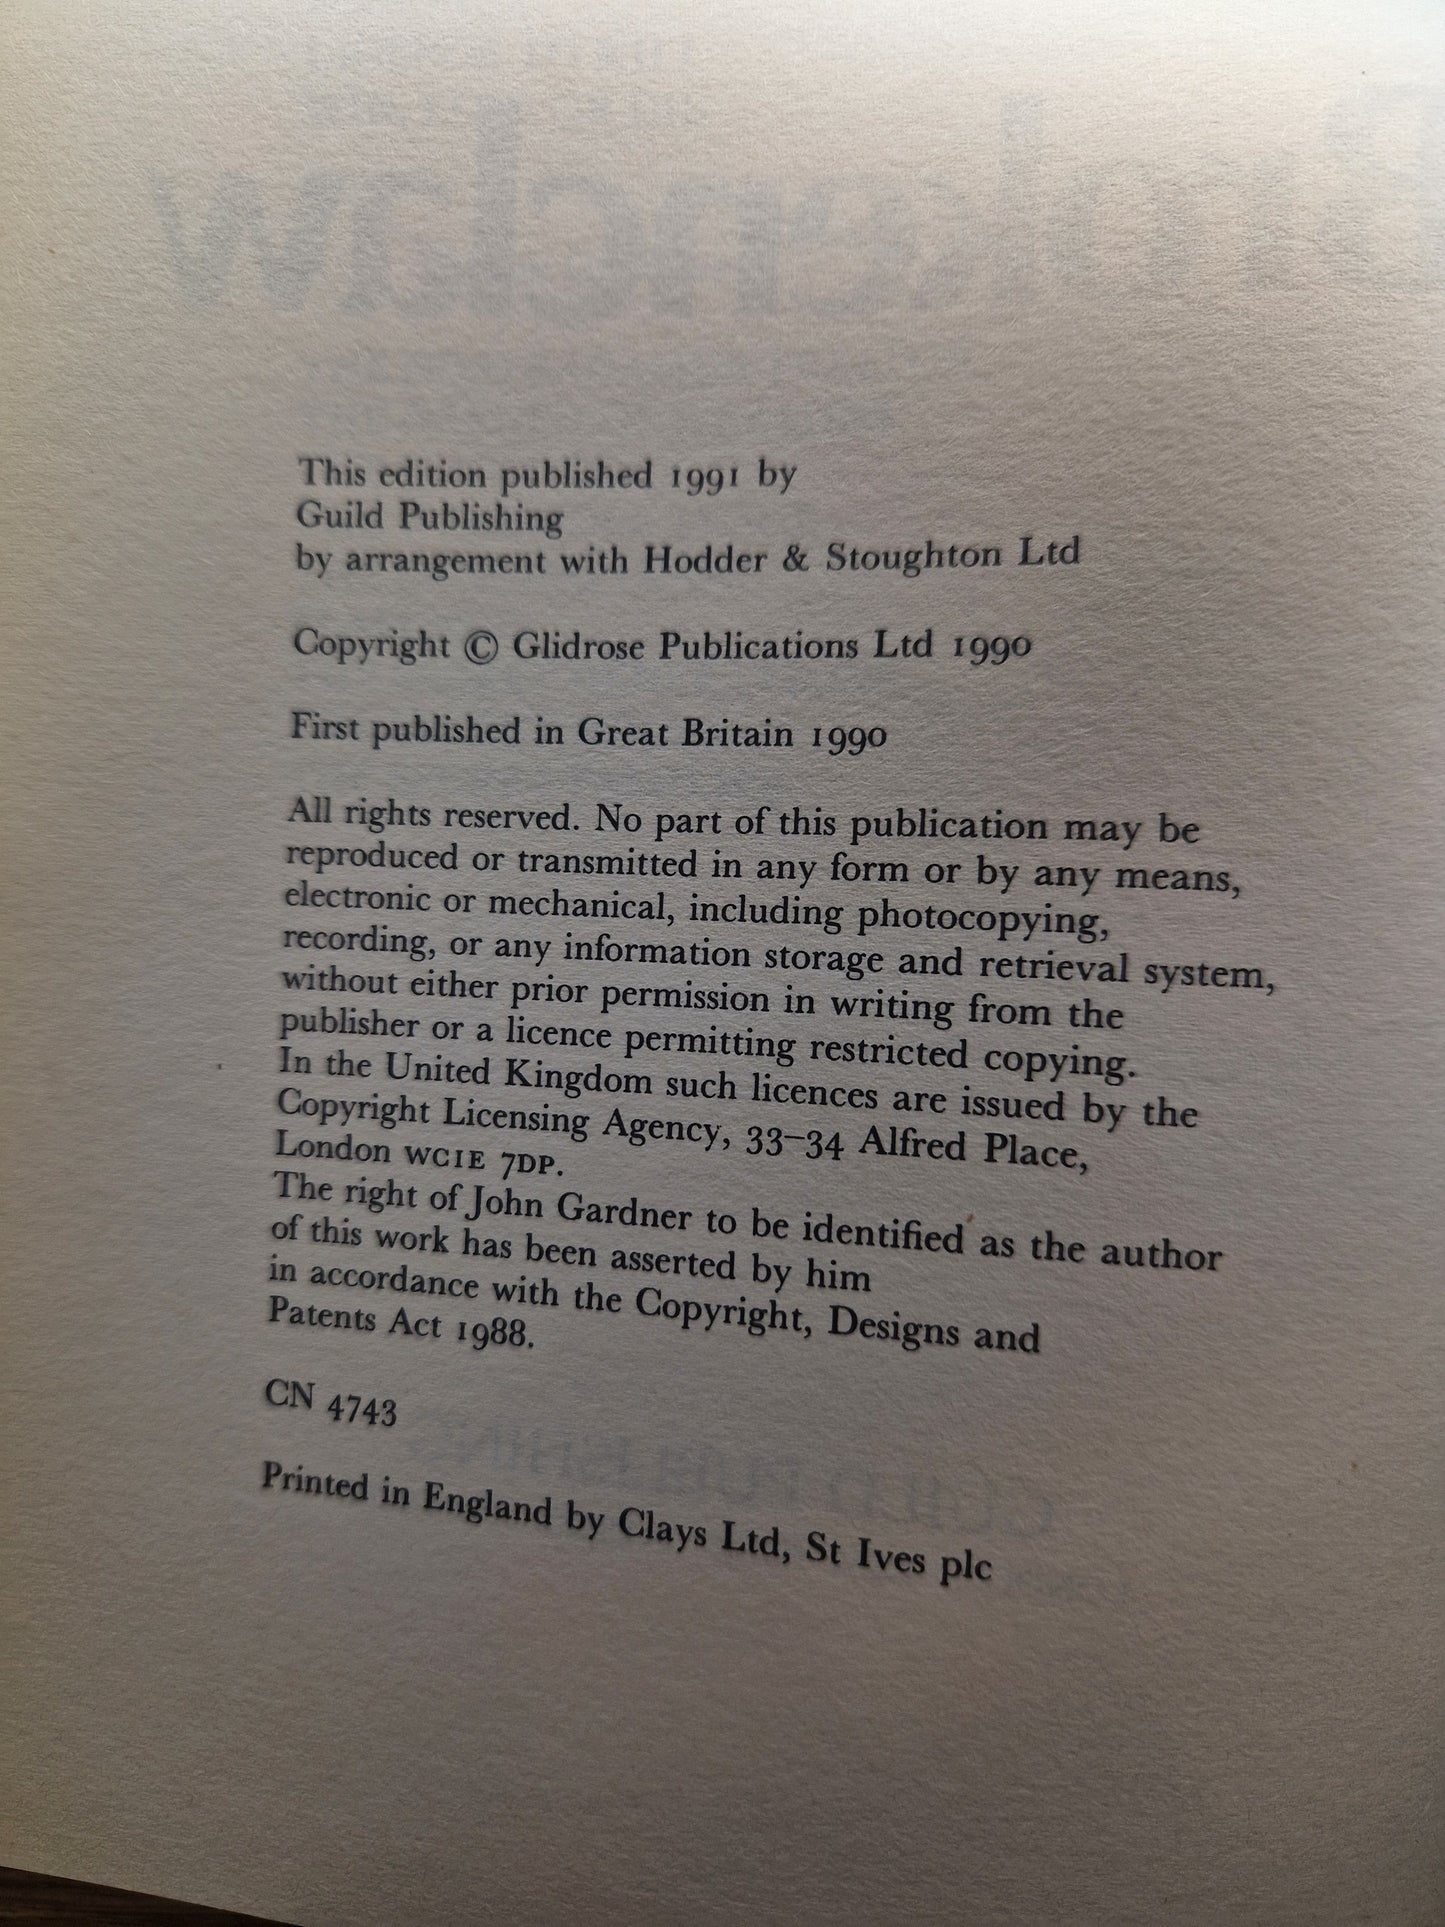 This edition published 1991 by
Guild Publishing
by arrangement with Hodder & Stoughton Ltd
Copyright © Glidrose Publications Ltd 1990
First published in Great Britain 1990
All rights reserved. No part of this publication may be
reproduced or transmitted in any form or by any means,
electronic or mechanical, including photocopying,
recording, or any information storage and retrieval system,
without either prior permission in writing from the
publisher or a licence permitting restricted copying.
In the United Kingdom such licences are issued by the
Copyright Licensing Agency, 33–34 Alfred Place,
London WC1E 7DP.
The right of John Gardner to be identified as the author
of this work has been asserted by him
in accordance with the Copyright, Designs and
Patents Act 1988.
CN 4743
Printed in England by Clays Ltd, St Ives plc